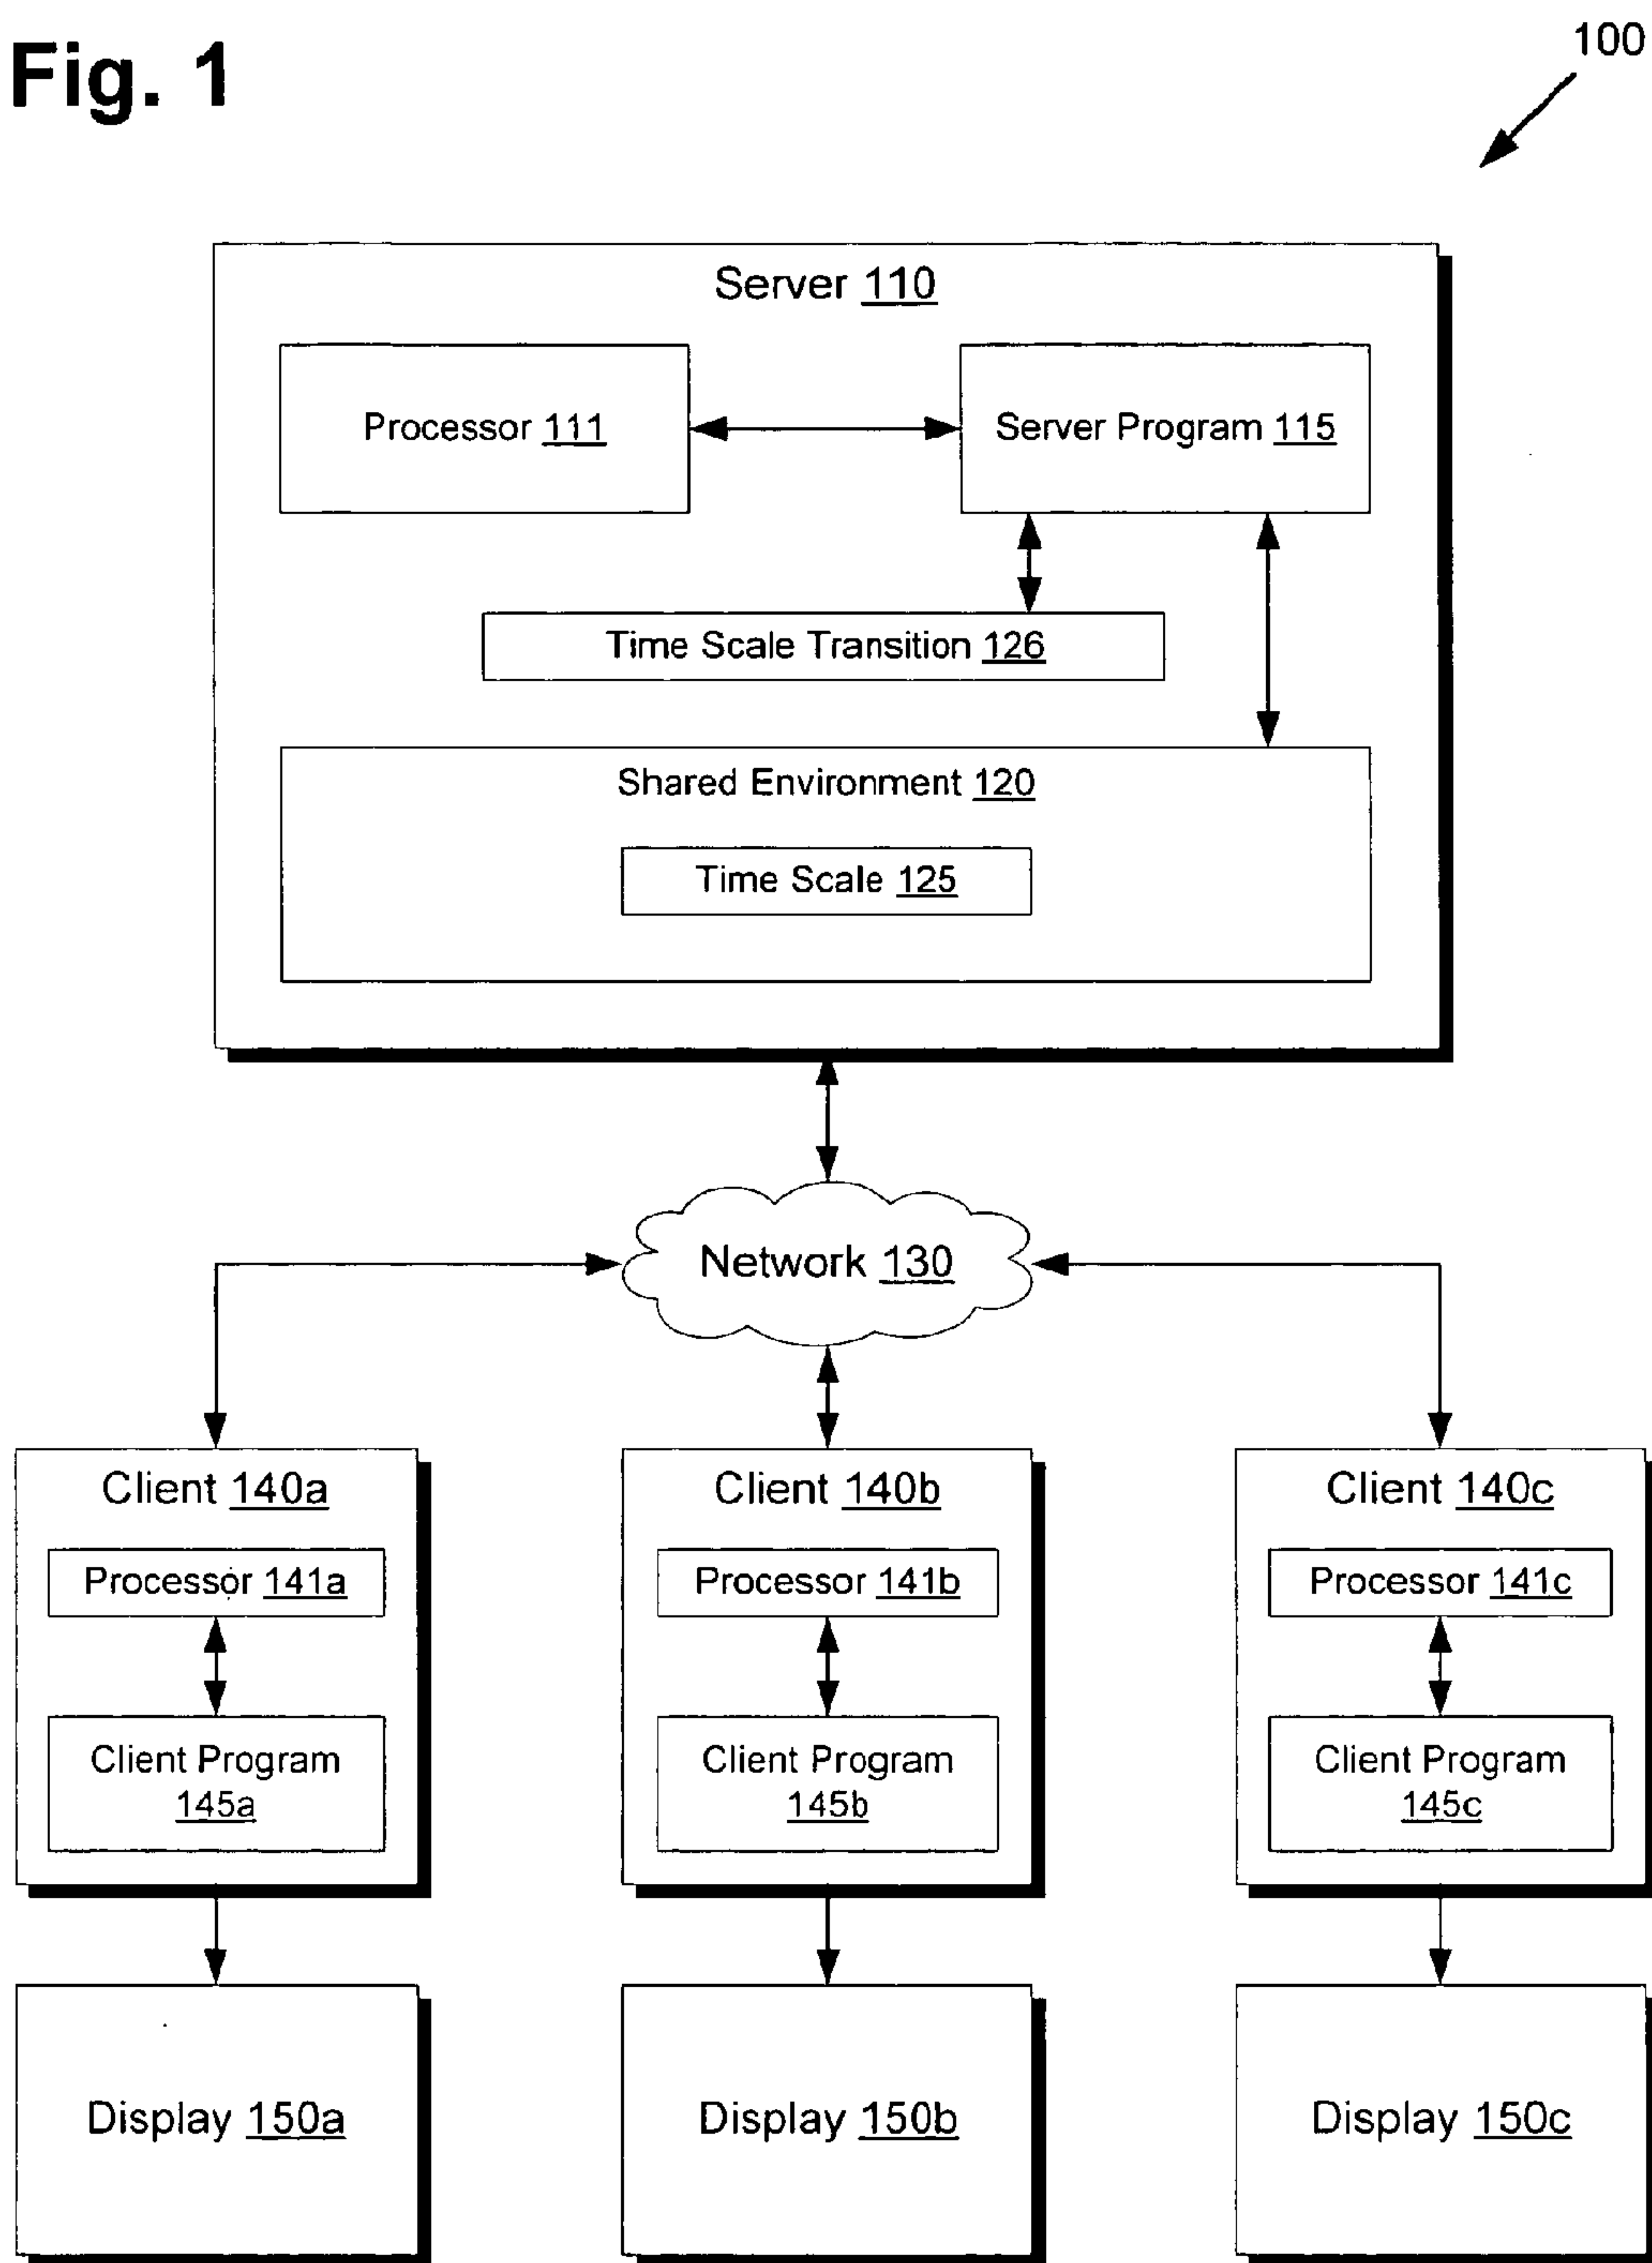 Fig. 1
100
Server 110
Processor 111
Server Program 115
Time Scale Transition 126
Shared Environment 120
Time Scale 125
Network 130
Client 140a
Processor 141a
Client Program
145a
Client 140b
Processor 141b
Client Program
145b
Client 140c
Processor 141c
Client Program
145c
Display 150a
Display 150b
Display 150c